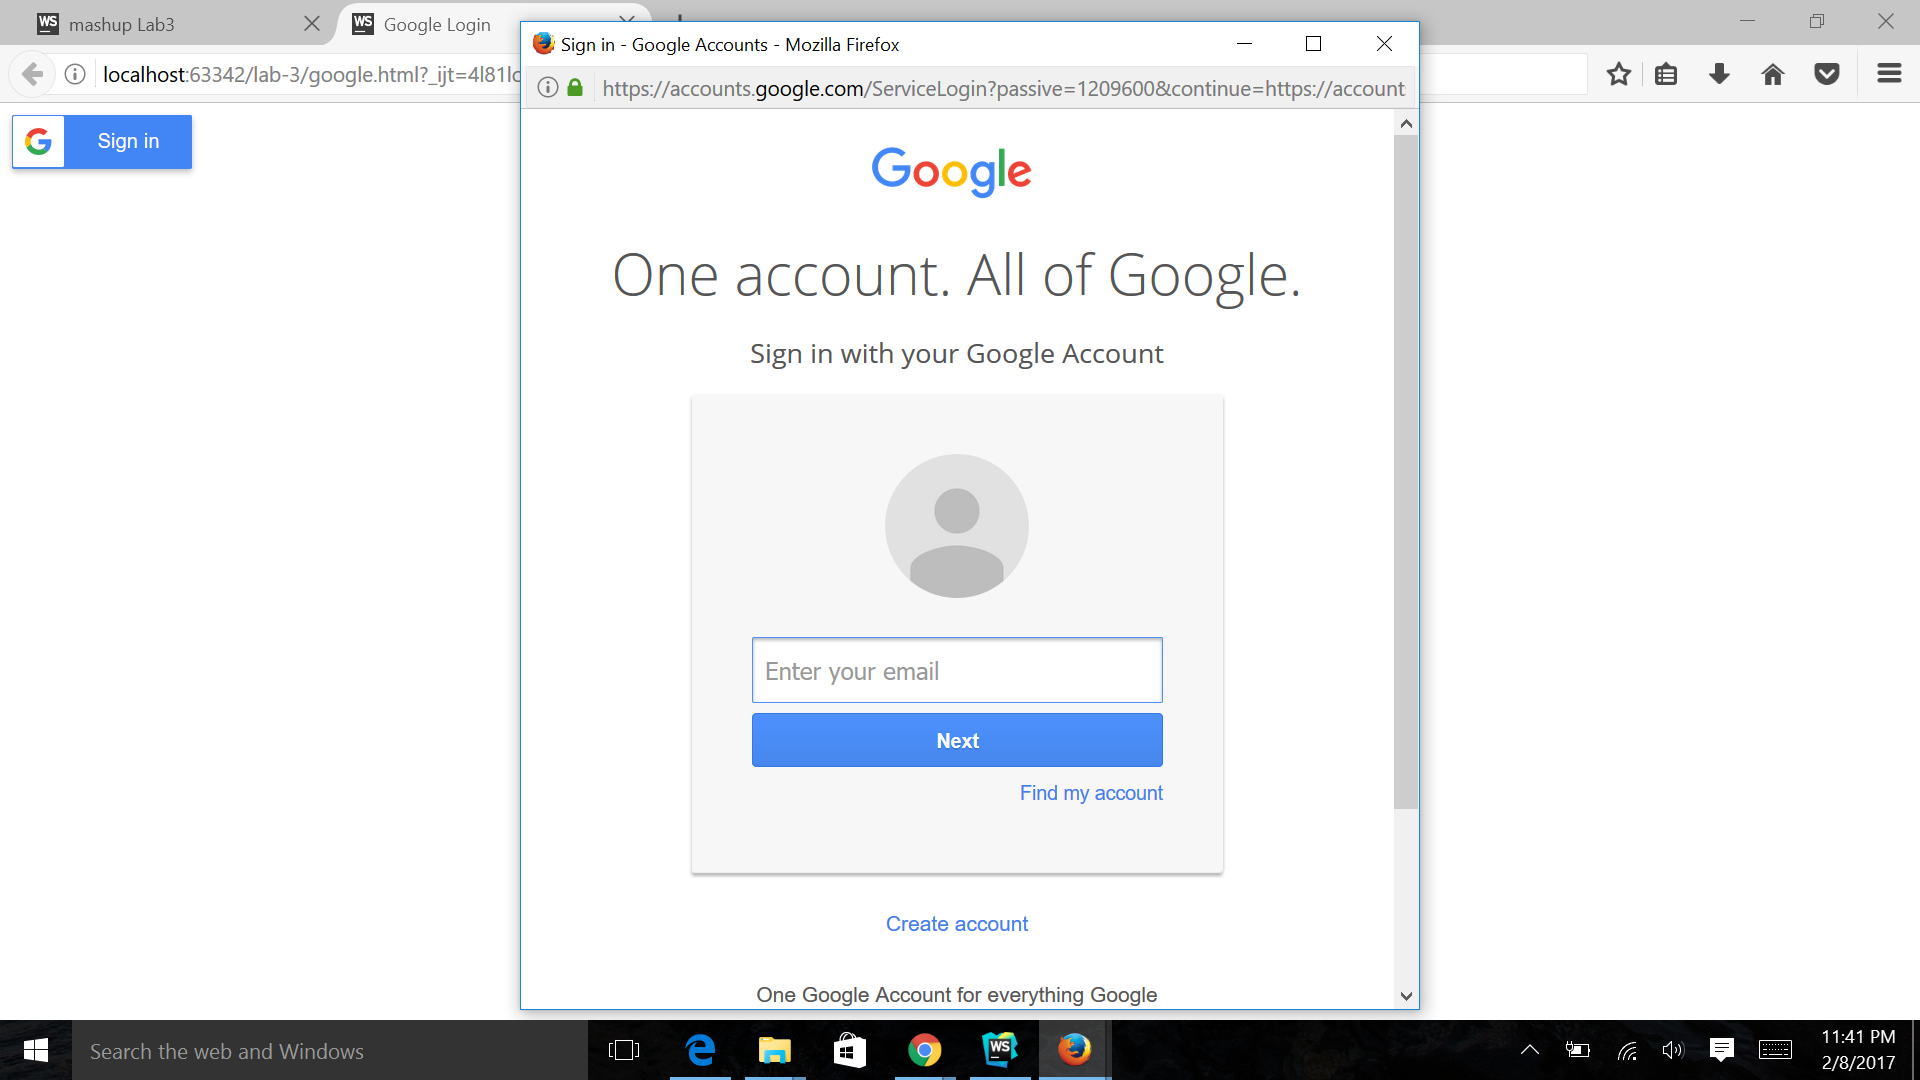 WS mashup Lab3
WS Google Login
Sign in - Google Accounts - Mozilla Firefox
localhost:63342/lab-3/google.html?_ijt=4l81lc
https://accounts.google.com/ServiceLogin?passive=1209600&continue=https://account
G Sign in
Google
One account. All of Google.
Sign in with your Google Account
Enter your email
Next
Find my account
Create account
One Google Account for everything Google
Search the web and Windows
WS
11:41 PM
2/8/2017